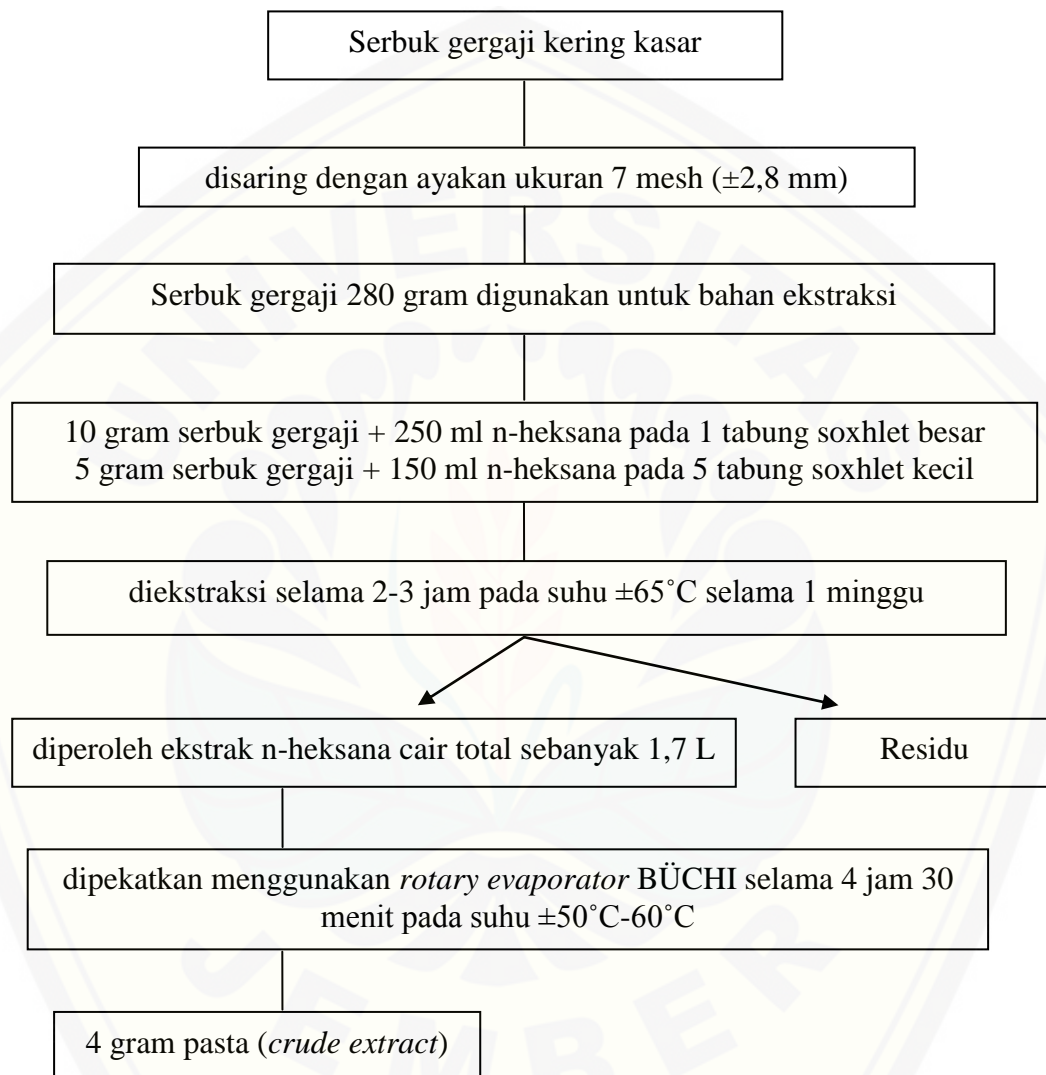 Serbuk gergaji kering kasar
disaring dengan ayakan ukuran 7 mesh (±2,8 mm)
Serbuk gergaji 280 gram digunakan untuk bahan ekstraksi
10 gram serbuk gergaji + 250 ml n-heksana pada 1 tabung soxhlet besar
5 gram serbuk gergaji + 150 ml n-heksana pada 5 tabung soxhlet kecil
diekstraksi selama 2-3 jam pada suhu ±65˚C selama 1 minggu
diperoleh ekstrak n-heksana cair total sebanyak 1,7 L
Residu
dipekatkan menggunakan rotary evaporator BÜCHI selama 4 jam 30
menit pada suhu ±50˚C-60˚C
4 gram pasta (crude extract)
UNIVERSITAS
JEMBER